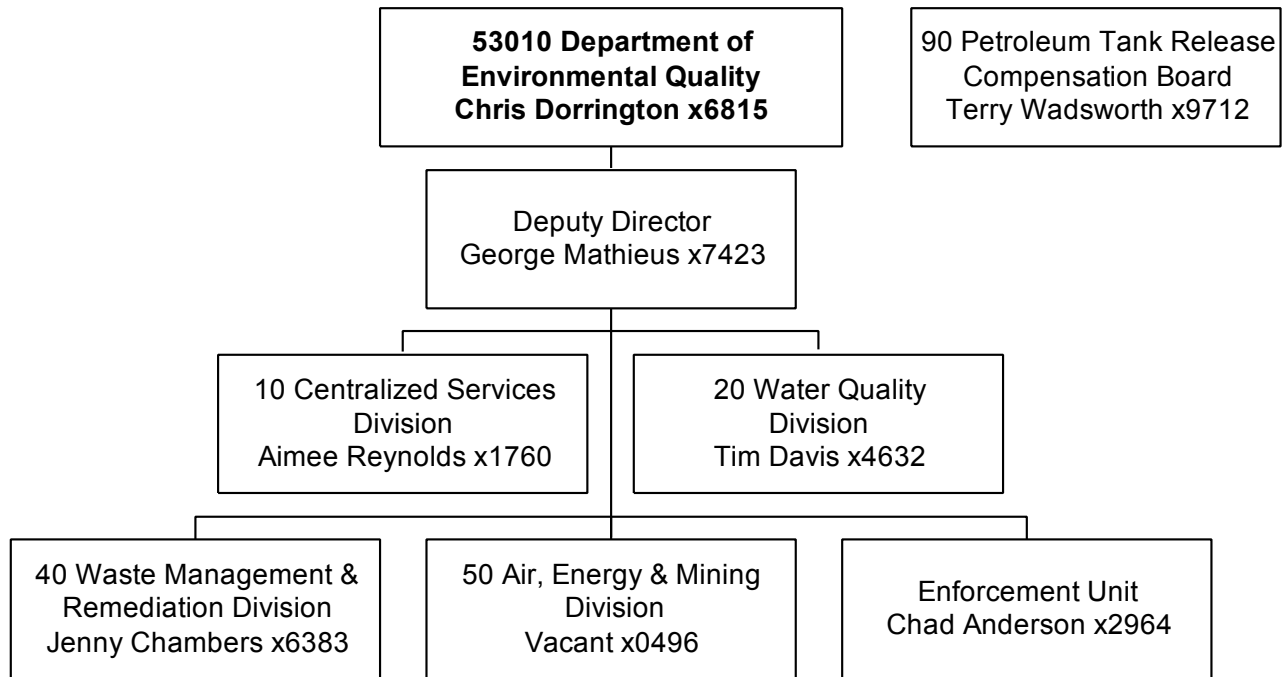 53010 Department of
Environmental Quality
Chris Dorrington x6815
90 Petroleum Tank Release
Compensation Board
Terry Wadsworth x9712
Deputy Director
George Mathieus x7423
10 Centralized Services
Division
Aimee Reynolds x1760
20 Water Quality
Division
Tim Davis x4632
40 Waste Management &
Remediation Division
Jenny Chambers x6383
50 Air, Energy & Mining
Division
Vacant x0496
Enforcement Unit
Chad Anderson x2964